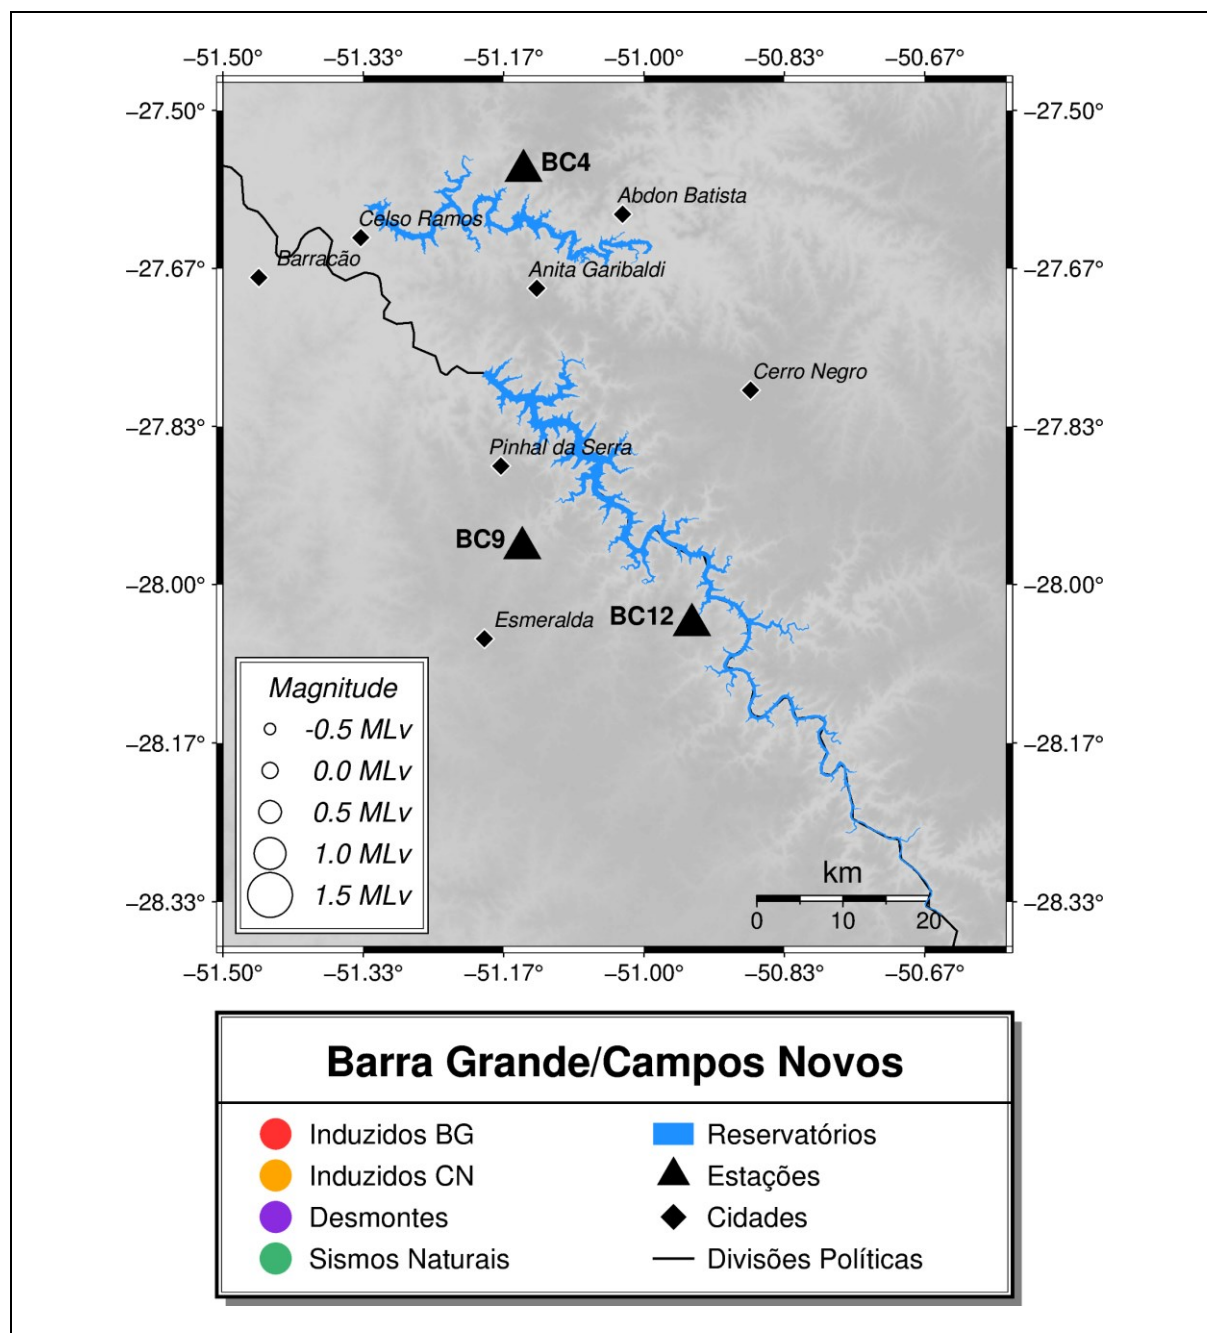 −51.50° −51.33° −51.17° −51.00° −50.83° −50.67°
−27.50° −27.50°
BC4
Abdon Batista
Celso Ramos
Barracão
−27.67° −27.67°
Anita Garibaldi
Cerro Negro
−27.83° −27.83°
Pinhal da Serra
BC9
−28.00° −28.00°
BC12
Esmeralda
Magnitude
-0.5 MLv
−28.17° −28.17°
0.0 MLv
0.5 MLv
1.0 MLv
1.5 MLv
km
−28.33° −28.33°
0 10 20
−51.50° −51.33° −51.17° −51.00° −50.83° −50.67°
Barra Grande/Campos Novos
Induzidos BG
Induzidos CN
Desmontes
Sismos Naturais
Reservatórios
Estações
Cidades
Divisões Políticas